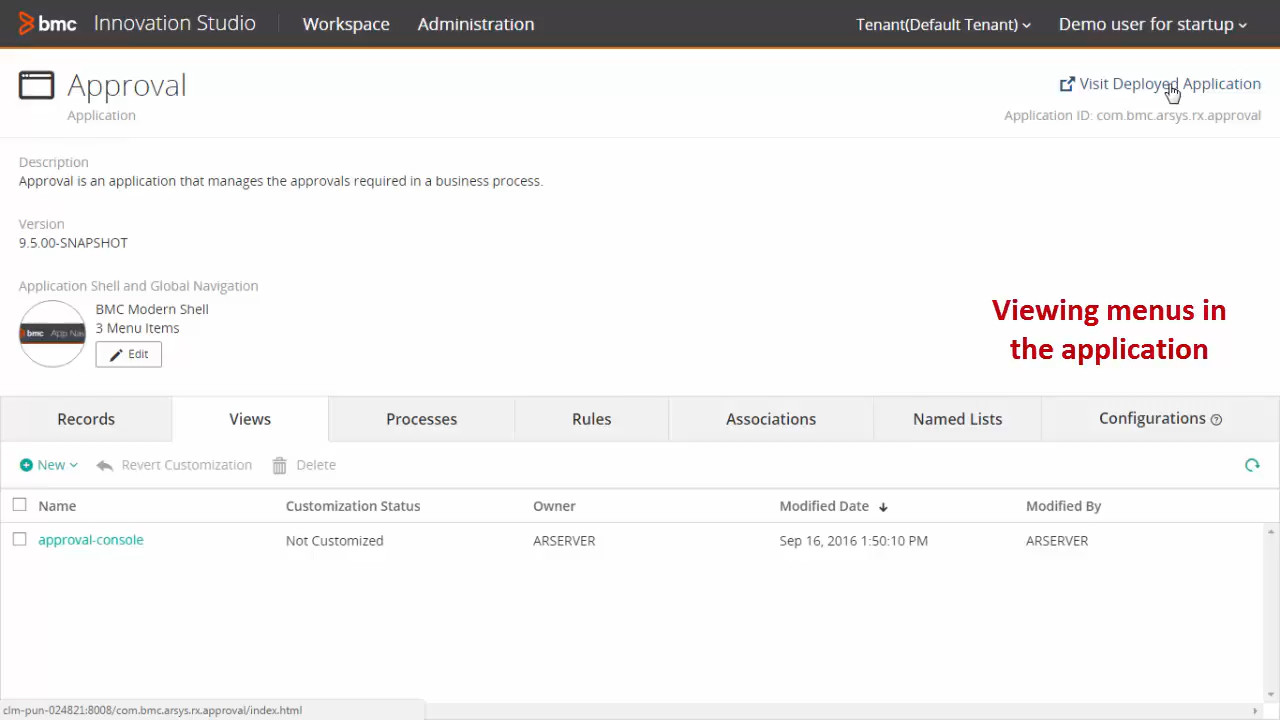 bmc Innovation Studio Workspace Administration Tenant(Default Tenant) Demo user for startup
Approval
Visit Deployed Application
Application
Application ID: com.bmc.arsys.rx.approval
Description
Approval is an application that manages the approvals required in a business process.
Version
9.5.00-SNAPSHOT
Application Shell and Global Navigation
BMC Modern Shell
3 Menu Items
bmc App Nav
Edit
Viewing menus in
the application
Records Views Processes Rules Associations Named Lists Configurations ?
New Revert Customization Delete
Name Customization Status Owner Modified Date Modified By
approval-console Not Customized ARSERVER Sep 16, 2016 1:50:10 PM ARSERVER
clm-pun-024821:8008/com.bmc.arsys.rx.approval/index.html